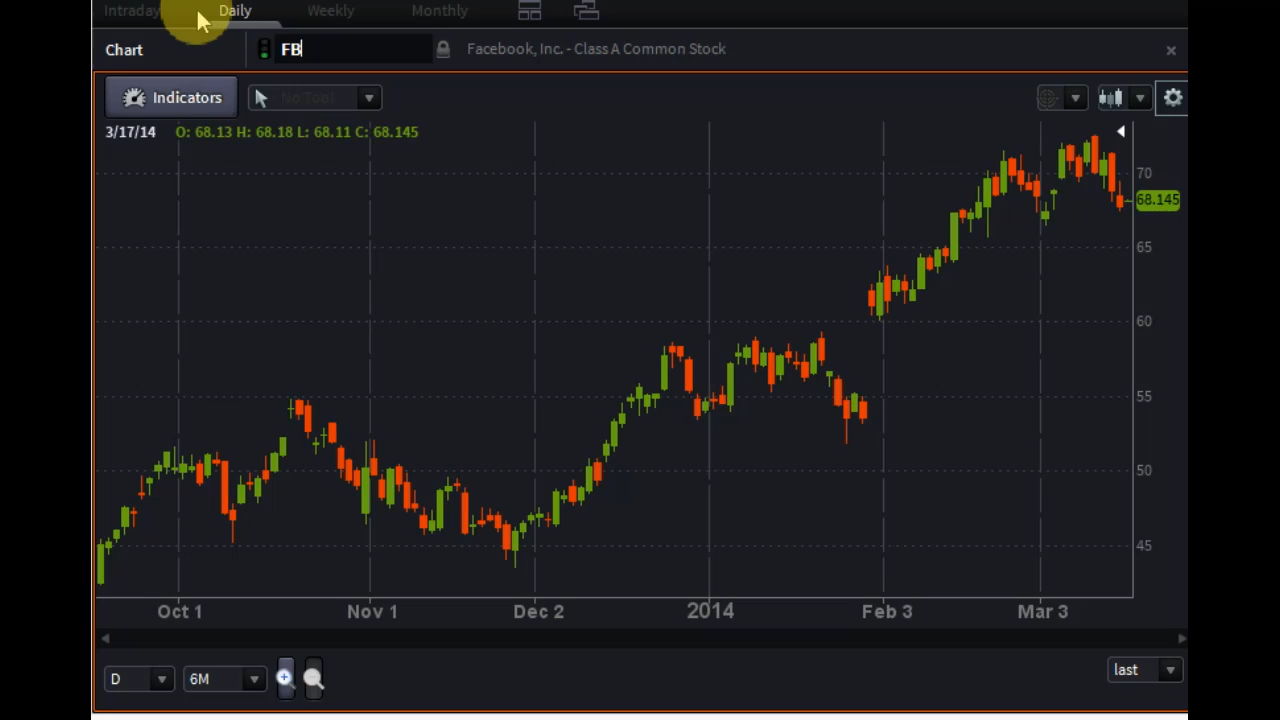 Intraday Daily Weekly Monthly
Chart FB Facebook, Inc. - Class A Common Stock
Indicators No Tool
3/17/14 O: 68.13 H: 68.18 L: 68.11 C: 68.145
70
68.145
65
60
55
50
45
Oct 1 Nov 1 Dec 2 2014 Feb 3 Mar 3
D 6M last